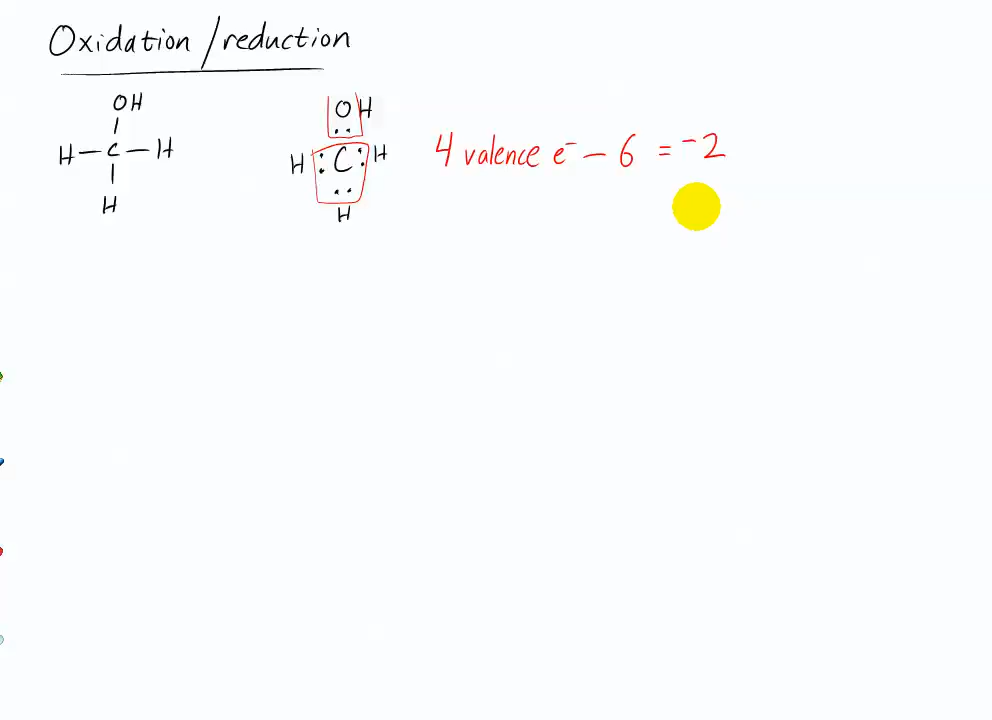 Oxidation/reduction
OH
H—C—H
H
OH
H :C: H
H
4 valence e⁻ — 6 = ⁻2